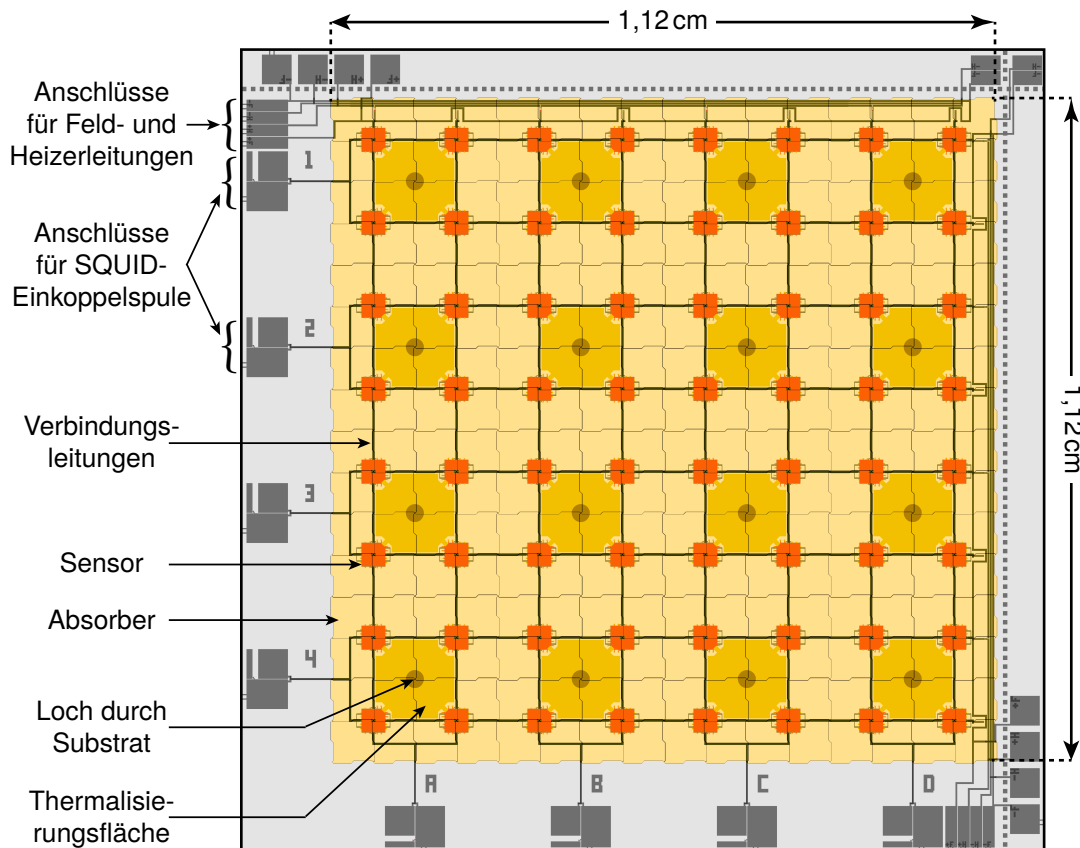 1,12 cm
Anschlüsse
für Feld- und
Heizerleitungen
1
Anschlüsse
für SQUID-
Einkoppelspule
2
1,12 cm
Verbindungs-
leitungen
3
Sensor
Absorber
4
Loch durch
Substrat
A B C D
Thermalisie-
rungsfläche